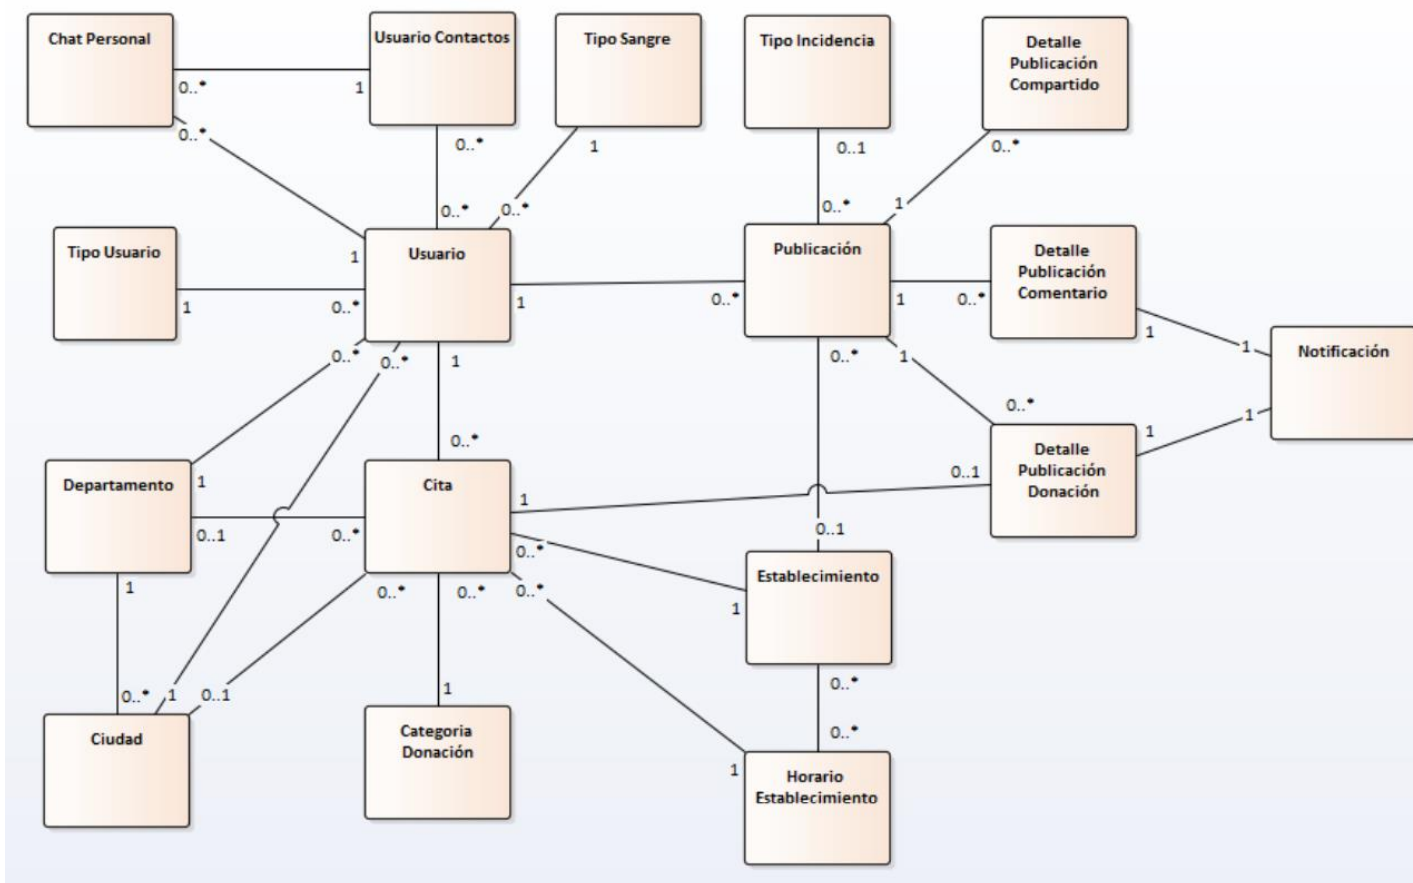 Chat Personal
Usuario Contactos
Tipo Sangre
Tipo Incidencia
Detalle
Publicación
Compartido
0..*
1
0..*
0..*
1
0..1
0..*
0..*
0..*
0..*
1
Tipo Usuario
Usuario
Publicación
Detalle
Publicación
Comentario
1
1
0..*
1
0..*
1
0..*
1
1
Notificación
0..*
0..*
1
0..*
1
0..*
0..*
1
1
Departamento
Cita
Detalle
Publicación
Donación
1
0..1
1
0..1
0..*
0..1
0..*
Establecimiento
1
0..*
0..*
0..*
1
0..*
1
0..1
1
0..*
0..*
Ciudad
Categoria
Donación
1
Horario
Establecimiento